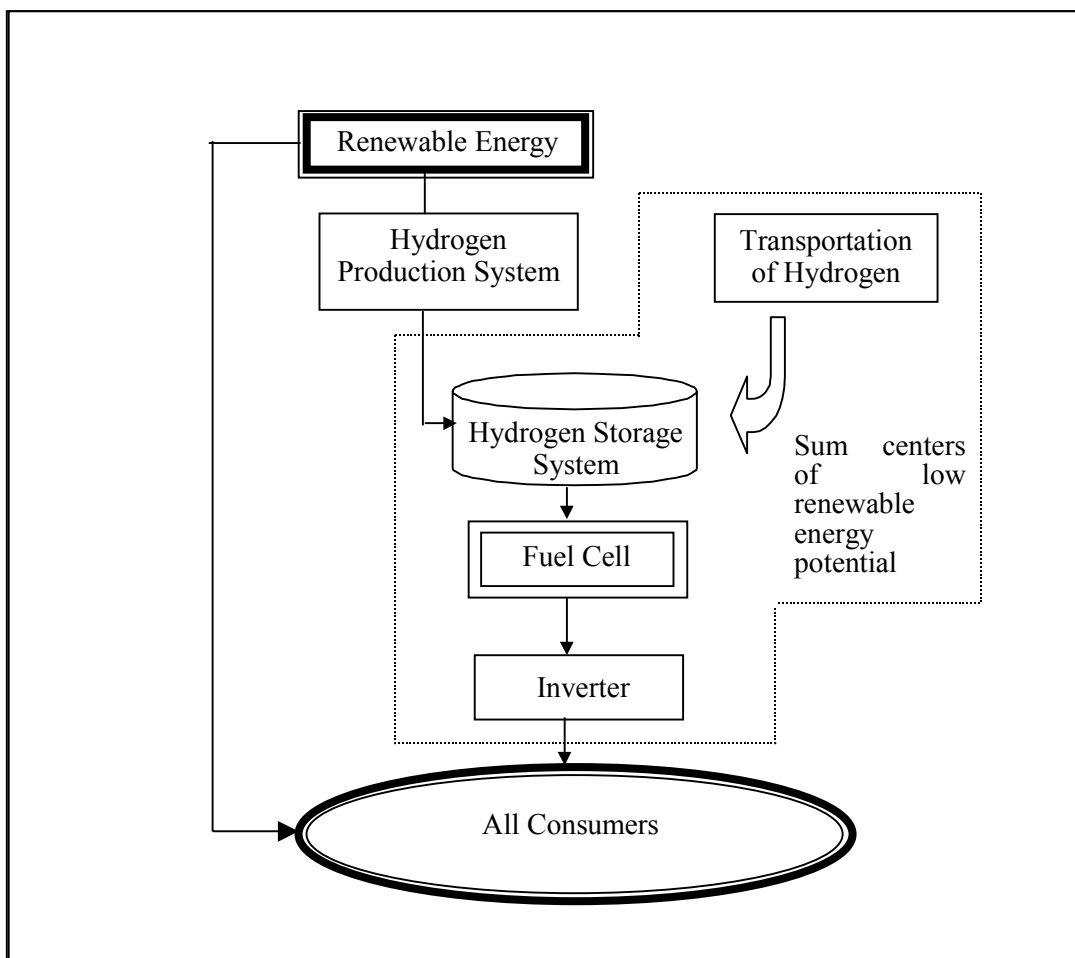 Renewable Energy
Hydrogen
Production System
Transportation
of Hydrogen
Hydrogen Storage
System
Sum centers
of low
renewable
energy
potential
Fuel Cell
Inverter
All Consumers